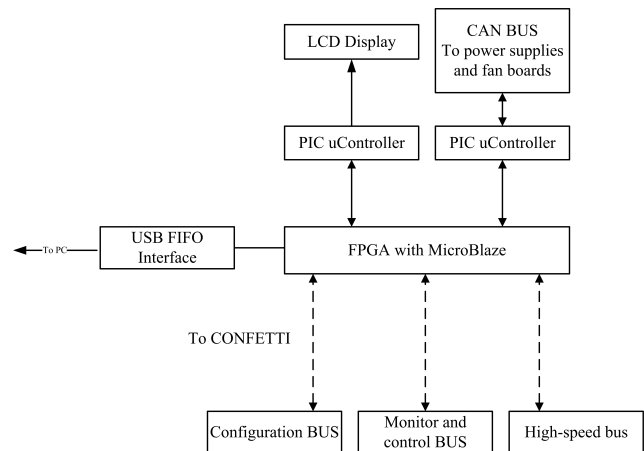 LCD Display
CAN BUS
To power supplies
and fan boards
PIC uController
PIC uController
To PC
USB FIFO
Interface
FPGA with MicroBlaze
To CONFETTI
Configuration BUS
Monitor and
control BUS
High-speed bus